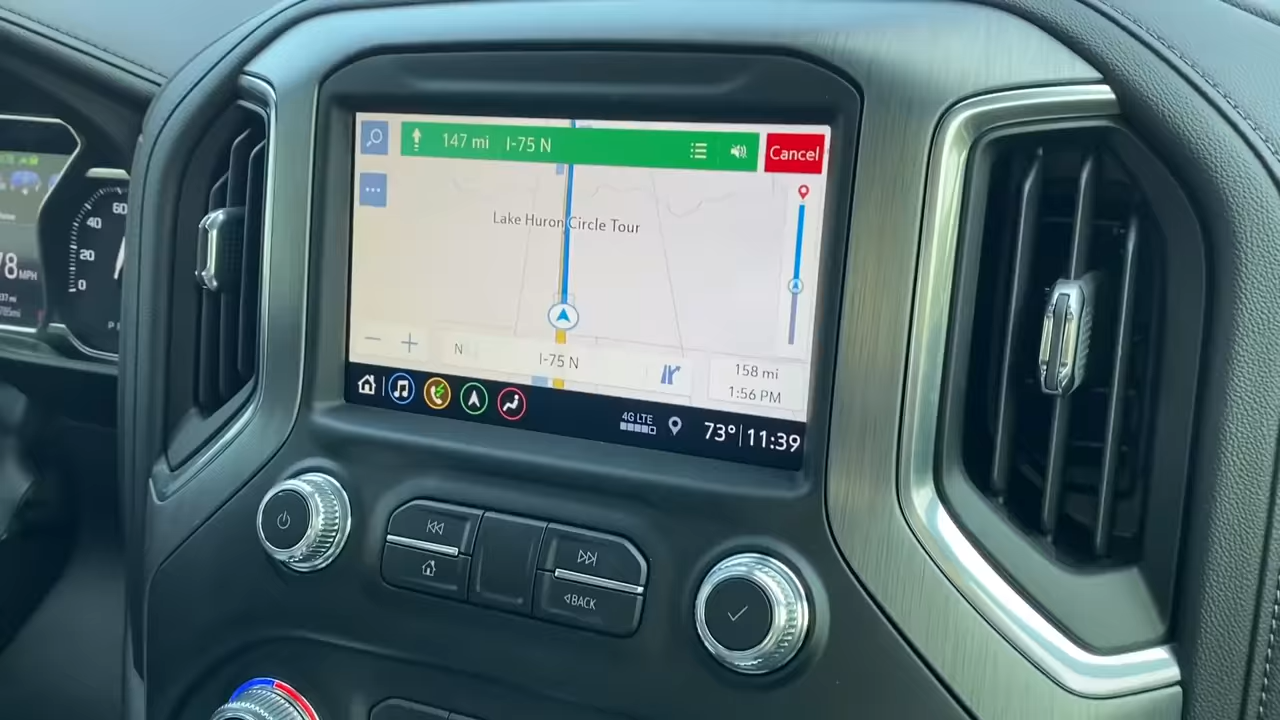 147 mi I-75 N
Cancel
Lake Huron Circle Tour
N
I-75 N
158 mi
1:56 PM
4G LTE
73° 11:39
BACK
60
40
20
0
MPH